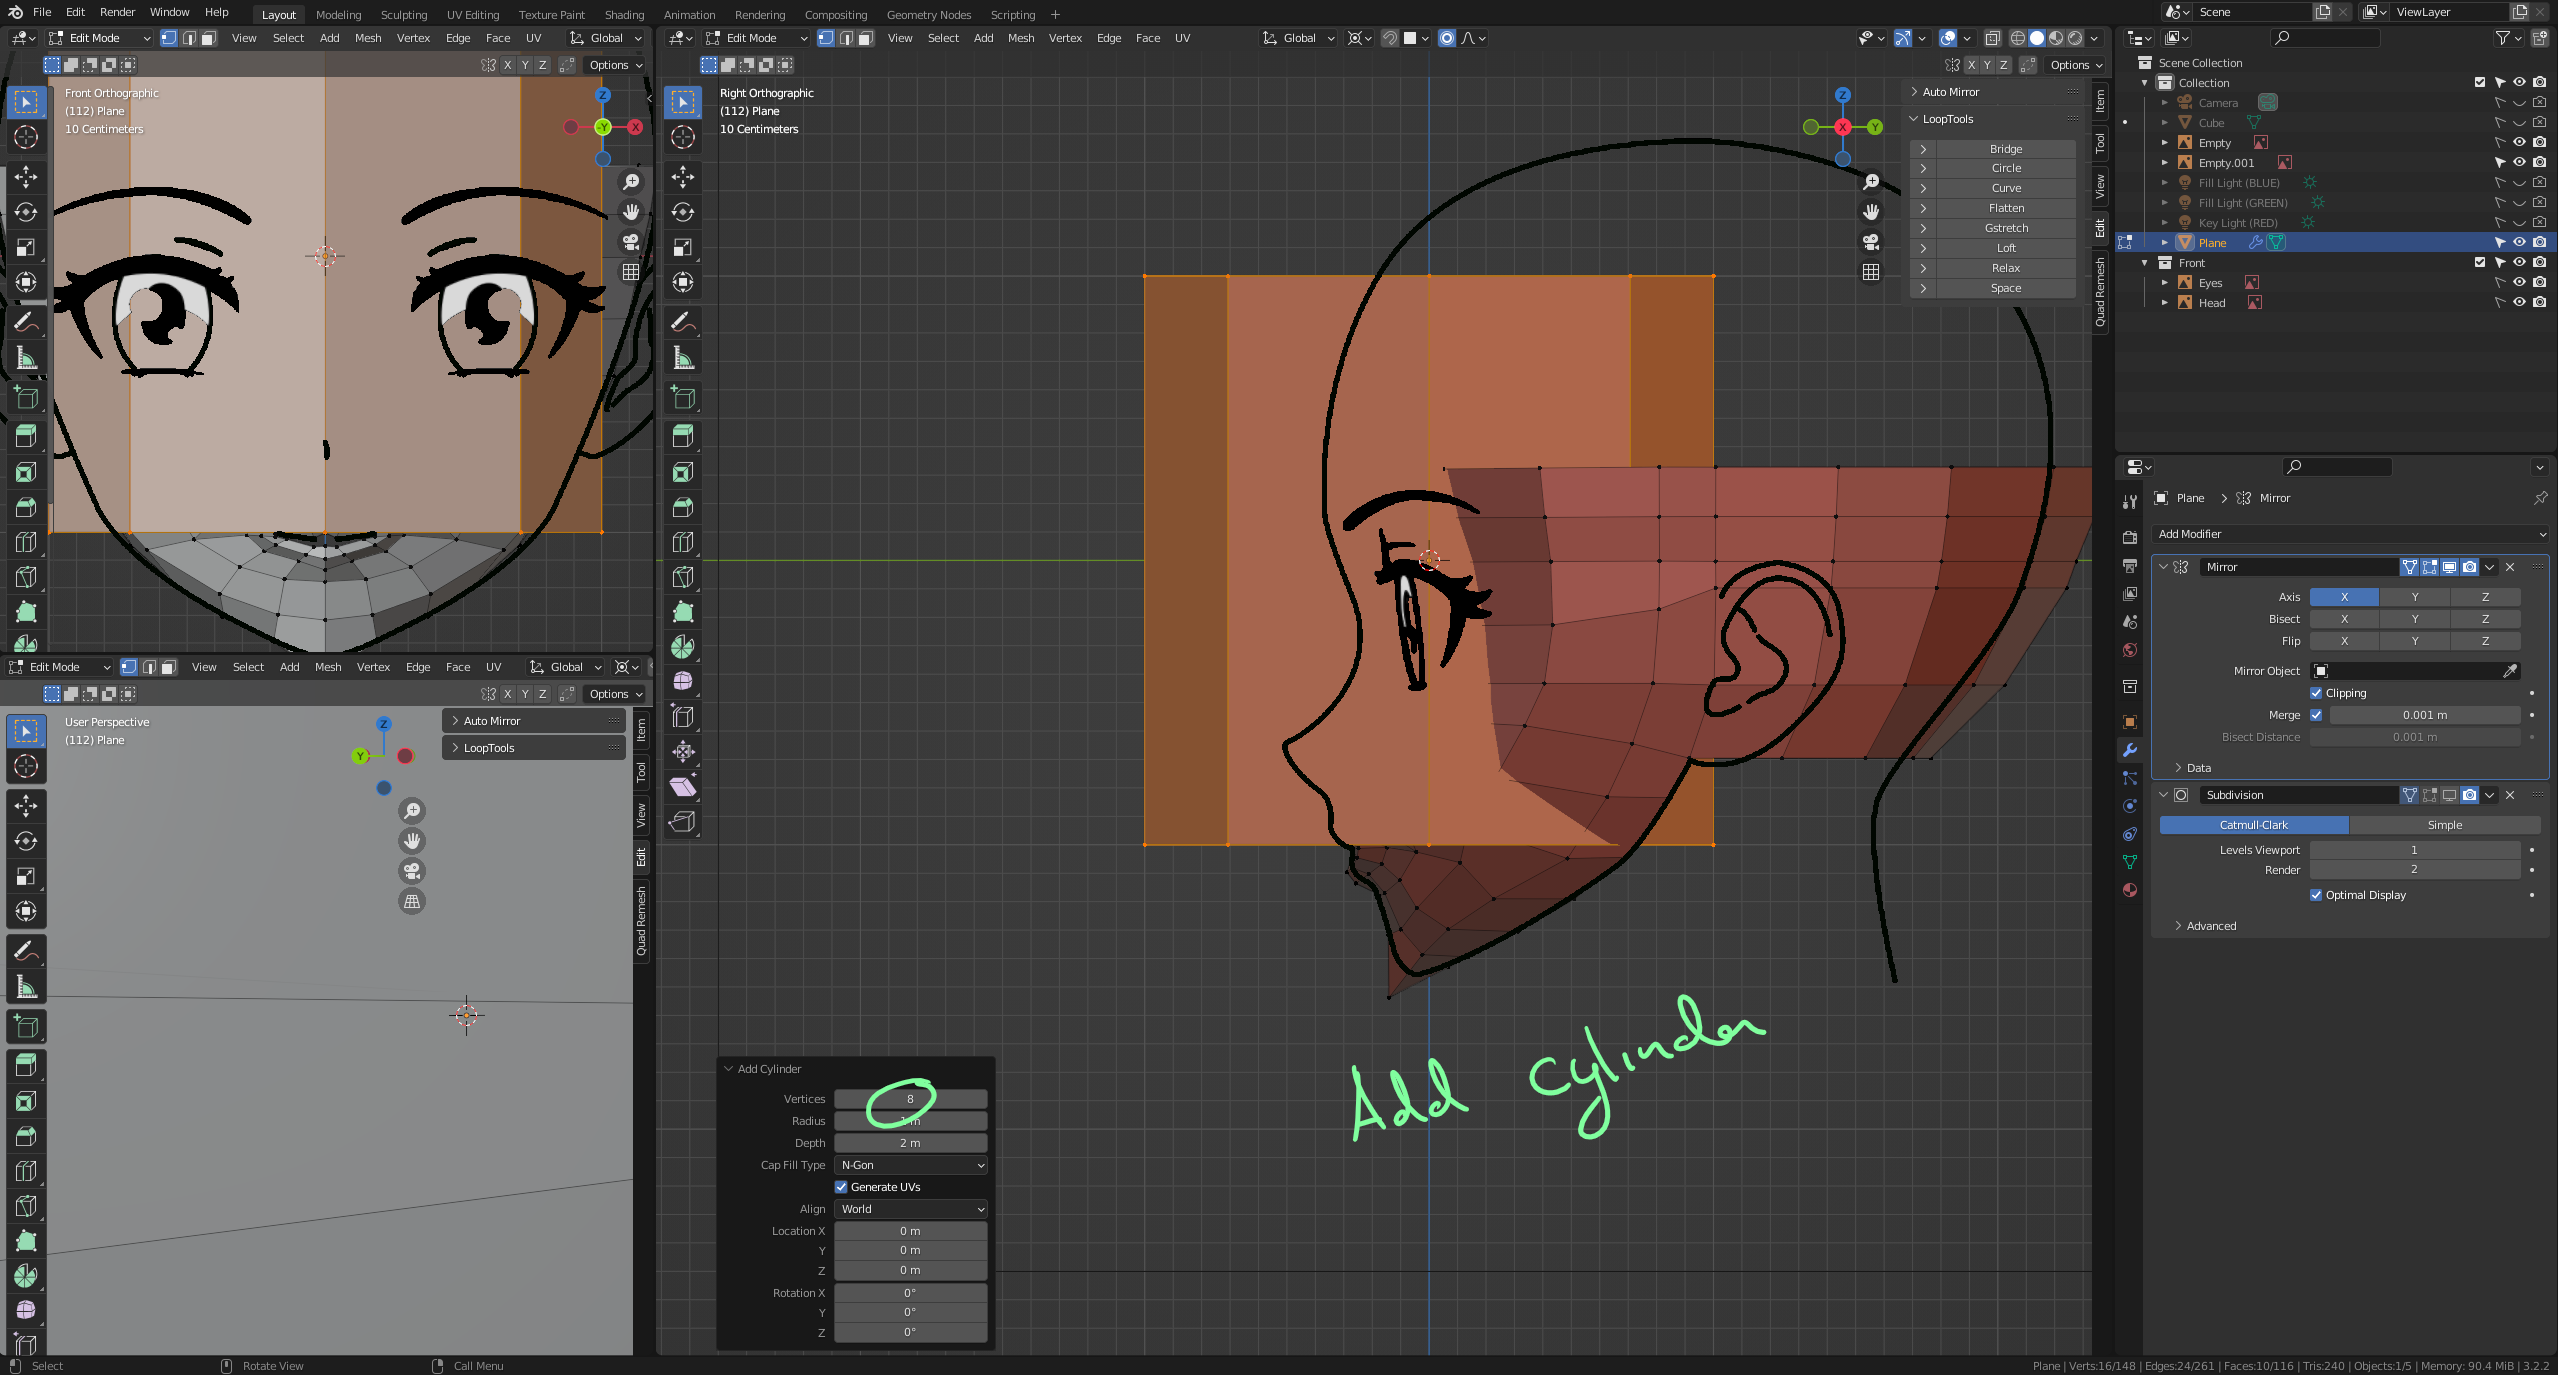 File Edit Render Window Help Layout Modeling Sculpting UV Editing Texture Paint Shading Animation Rendering Compositing Geometry Nodes Scripting + Scene ViewLayer
Edit Mode View Select Add Mesh Vertex Edge Face UV Global
X Y Z Options
Front Orthographic
(112) Plane
10 Centimeters
Z
Y X
Edit Mode View Select Add Mesh Vertex Edge Face UV Global
X Y Z Options
Right Orthographic
(112) Plane
10 Centimeters
Z
X Y
Auto Mirror
LoopTools
Bridge
Circle
Curve
Flatten
Gstretch
Loft
Relax
Space
Item
Tool
View
Edit
Quad Remesh
Edit Mode View Select Add Mesh Vertex Edge Face UV Global
X Y Z Options
User Perspective
(112) Plane
Z
Y
Auto Mirror
LoopTools
Item
Tool
View
Edit
Quad Remesh
Add Cylinder
Vertices 8
Radius
Depth 2 m
Cap Fill Type N-Gon
Generate UVs
Align World
Location X 0 m
Y 0 m
Z 0 m
Rotation X 0°
Y 0°
Z 0°
Add Cylinder
Scene Collection
Collection
Camera
Cube
Empty
Empty.001
Fill Light (BLUE)
Fill Light (GREEN)
Key Light (RED)
Plane
Front
Eyes
Head
Plane > Mirror
Add Modifier
Mirror
Axis X Y Z
Bisect X Y Z
Flip X Y Z
Mirror Object
Clipping
Merge 0.001 m
Bisect Distance 0.001 m
Data
Subdivision
Catmull-Clark Simple
Levels Viewport 1
Render 2
Optimal Display
Advanced
Select Rotate View Call Menu Plane | Verts:16/148 | Edges:24/261 | Faces:10/116 | Tris:240 | Objects:1/5 | Memory: 90.4 MiB | 3.2.2